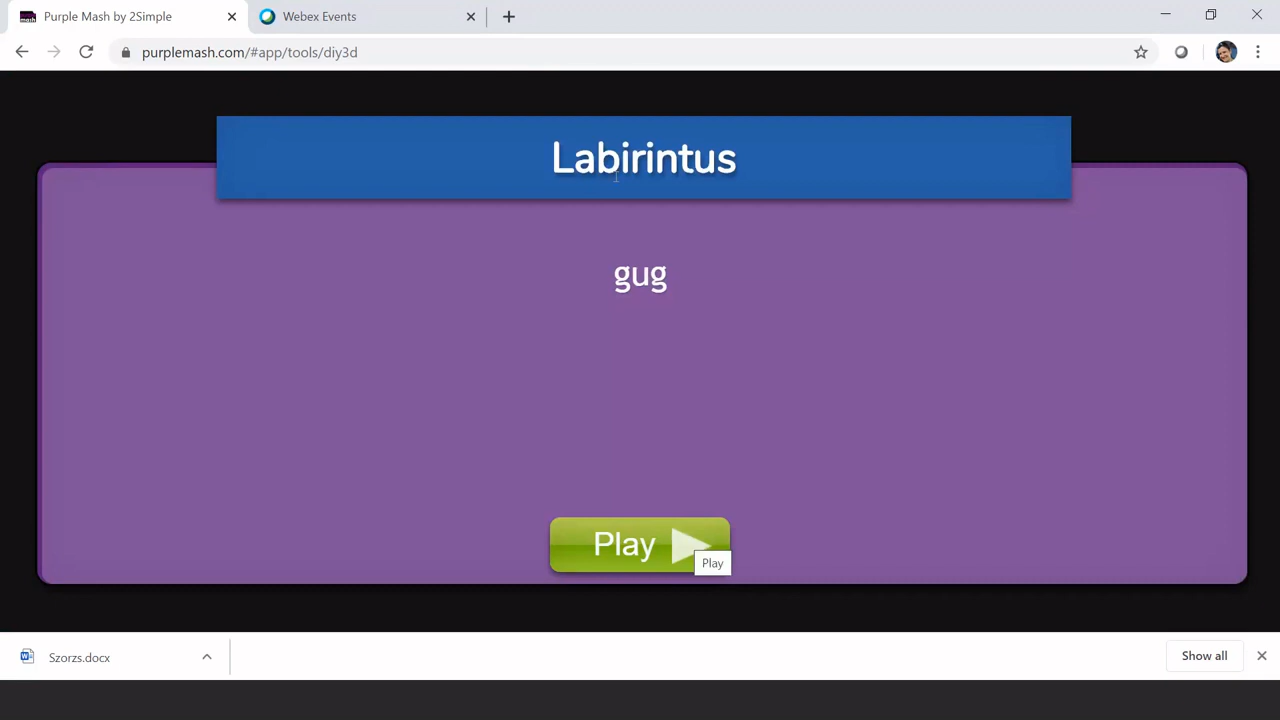 Purple Mash by 2Simple
Webex Events
purplemash.com/#app/tools/diy3d
Labirintus
gug
Play
Play
Szorzs.docx
Show all